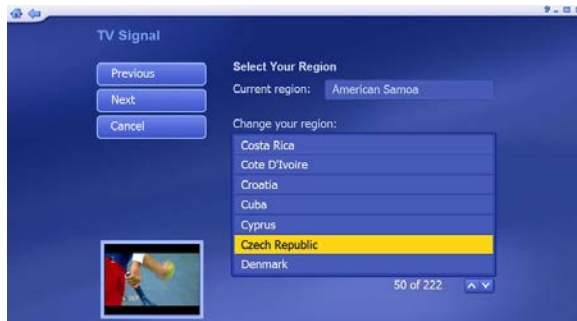 TV Signal
Previous
Next
Cancel
Select Your Region
Current region: American Samoa
Change your region:
Costa Rica
Cote D'Ivoire
Croatia
Cuba
Cyprus
Czech Republic
Denmark
50 of 222